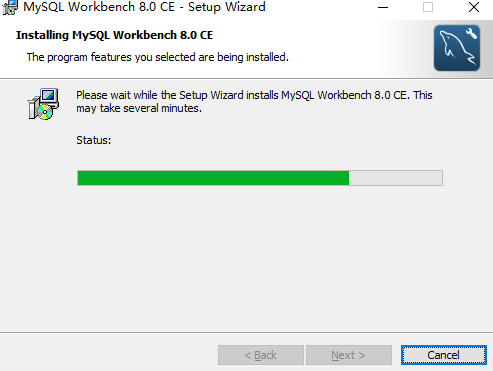 MySQL Workbench 8.0 CE - Setup Wizard
Installing MySQL Workbench 8.0 CE
The program features you selected are being installed.
Please wait while the Setup Wizard installs MySQL Workbench 8.0 CE. This
may take several minutes.
Status:
< Back
Next >
Cancel